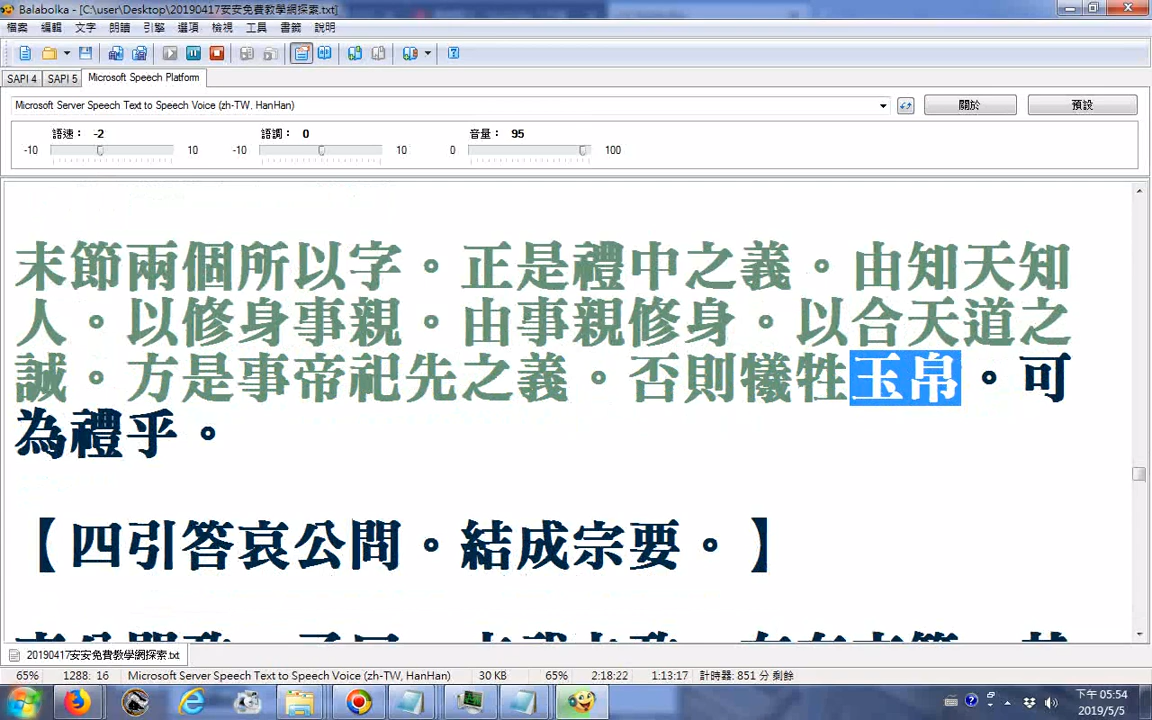 Balabolka - [C:\user\Desktop\20190417安安免費教學網探索.txt]
檔案 編輯 文字 朗讀 引擎 選項 檢視 工具 書籤 說明
SAPI 4 SAPI 5 Microsoft Speech Platform
Microsoft Server Speech Text to Speech Voice (zh-TW, HanHan) 關於 預設
語速： -2 語調： 0 音量： 95
-10 10 -10 10 0 100
末節兩個所以字。正是禮中之義。由知天知
人。以修身事親。由事親修身。以合天道之
誠。方是事帝祀先之義。否則犧牲玉帛。可
為禮乎。
【四引答哀公問。結成宗要。】
20190417安安免費教學網探索.txt
65% 1288: 16 Microsoft Server Speech Text to Speech Voice (zh-TW, HanHan) 30 KB 65% 2:18:22 1:13:17 計時器: 851 分 剩餘
下午 05:54
2019/5/5